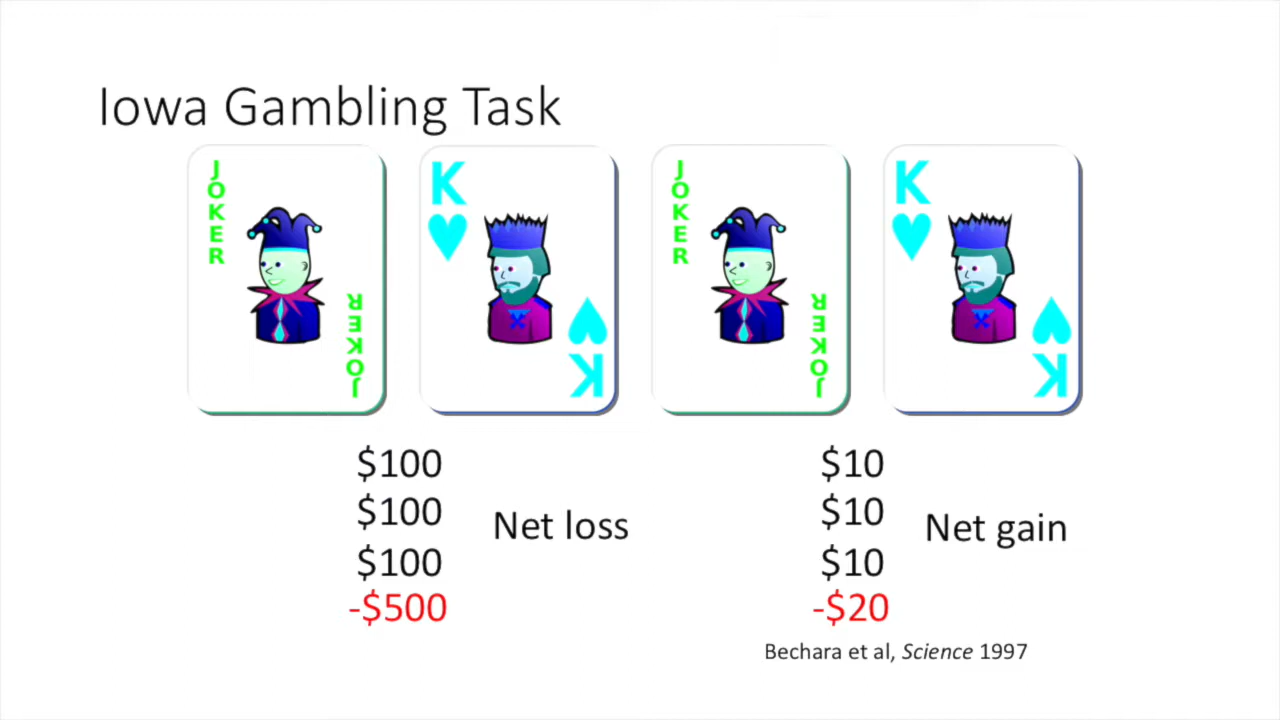 Iowa Gambling Task
JOKER
JOKER
K
K
JOKER
JOKER
K
K
$100
$100
$100
-$500
Net loss
$10
$10
$10
-$20
Net gain
Bechara et al, Science 1997